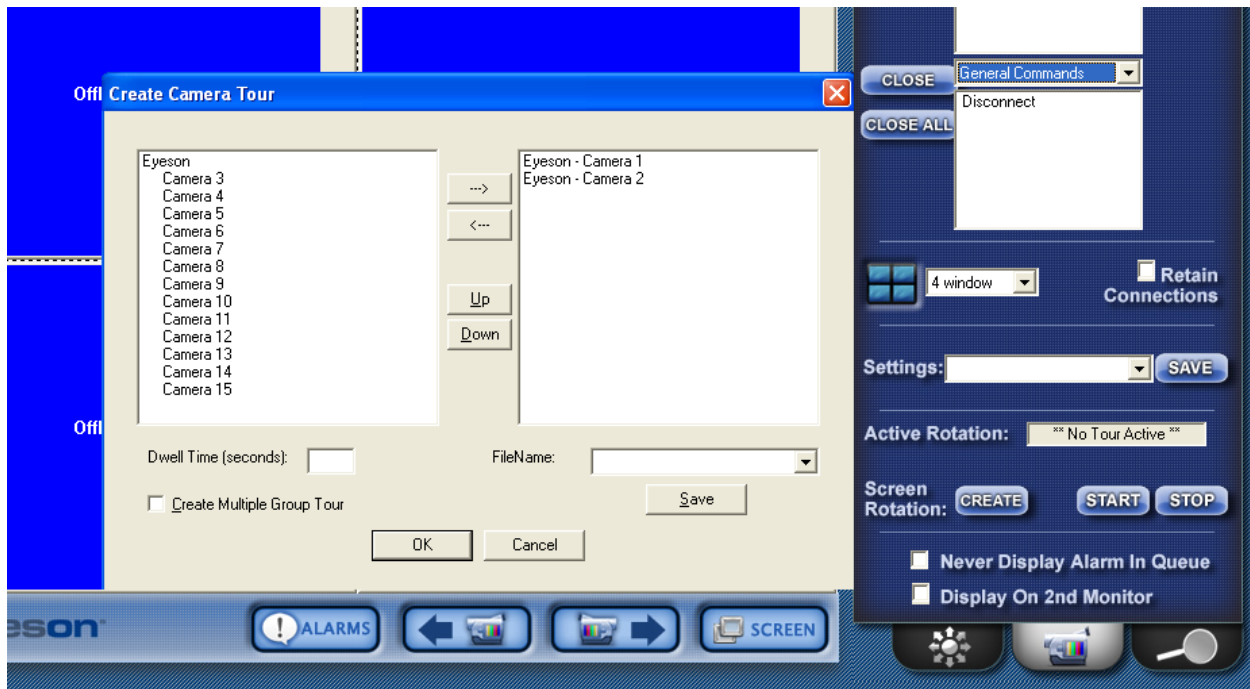 Offl
Create Camera Tour
Eyeson
Camera 3
Camera 4
Camera 5
Camera 6
Camera 7
Camera 8
Camera 9
Camera 10
Camera 11
Camera 12
Camera 13
Camera 14
Camera 15
--->
<---
Up
Down
Eyeson - Camera 1
Eyeson - Camera 2
Dwell Time (seconds):
FileName:
Create Multiple Group Tour
Save
OK
Cancel
Offl
eson
ALARMS
SCREEN
CLOSE
General Commands
CLOSE ALL
Disconnect
4 window
Retain
Connections
Settings:
SAVE
Active Rotation:
** No Tour Active **
Screen
Rotation:
CREATE
START
STOP
Never Display Alarm In Queue
Display On 2nd Monitor